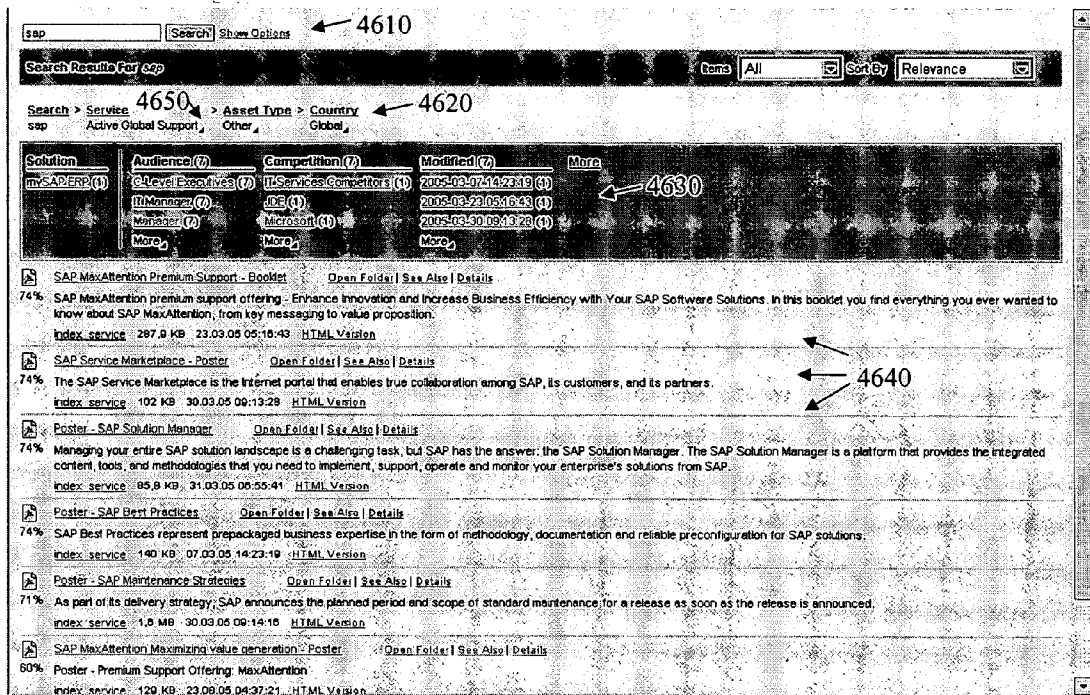 sap Search Show Options 4610
Search Results For sap Items All Sort By Relevance
Search > Service 4650 > Asset Type > Country 4620
sap Active Global Support Other Global
Solution Audience (7) Competition (7) Modified (7) More
mySAP ERP (1) C-Level Executives (7) IT-Services Competitors (1) 2005-03-07-14:23:19 (1) 4630
IT Manager (7) JDE (1) 2005-03-23 05:16:43 (1)
Manager (7) Microsoft (1) 2005-03-30 09:13:28 (1)
More More More
SAP MaxAttention Premium Support - Booklet Open Folder | See Also | Details
74% SAP MaxAttention premium support offering - Enhance Innovation and Increase Business Efficiency with Your SAP Software Solutions. In this booklet you find everything you ever wanted to
know about SAP MaxAttention, from key messaging to value proposition.
index_service 287,9 KB 23.03.05 05:16:43 HTML Version
SAP Service Marketplace - Poster Open Folder | See Also | Details
74% The SAP Service Marketplace is the Internet portal that enables true collaboration among SAP, its customers, and its partners. 4640
index_service 102 KB 30.03.05 09:13:28 HTML Version
Poster - SAP Solution Manager Open Folder | See Also | Details
74% Managing your entire SAP solution landscape is a challenging task, but SAP has the answer: the SAP Solution Manager. The SAP Solution Manager is a platform that provides the integrated
content, tools, and methodologies that you need to implement, support, operate and monitor your enterprise's solutions from SAP.
index_service 85,8 KB 31.03.05 06:55:41 HTML Version
Poster - SAP Best Practices Open Folder | See Also | Details
74% SAP Best Practices represent prepackaged business expertise in the form of methodology, documentation and reliable preconfiguration for SAP solutions.
index_service 140 KB 07.03.05 14:23:19 HTML Version
Poster - SAP Maintenance Strategies Open Folder | See Also | Details
71% As part of its delivery strategy, SAP announces the planned period and scope of standard maintenance for a release as soon as the release is announced.
index_service 1,6 MB 30.03.05 09:14:16 HTML Version
SAP MaxAttention Maximizing value generation - Poster Open Folder | See Also | Details
60% Poster - Premium Support Offering: MaxAttention
index_service 129 KB 23.08.05 04:37:21 HTML Version